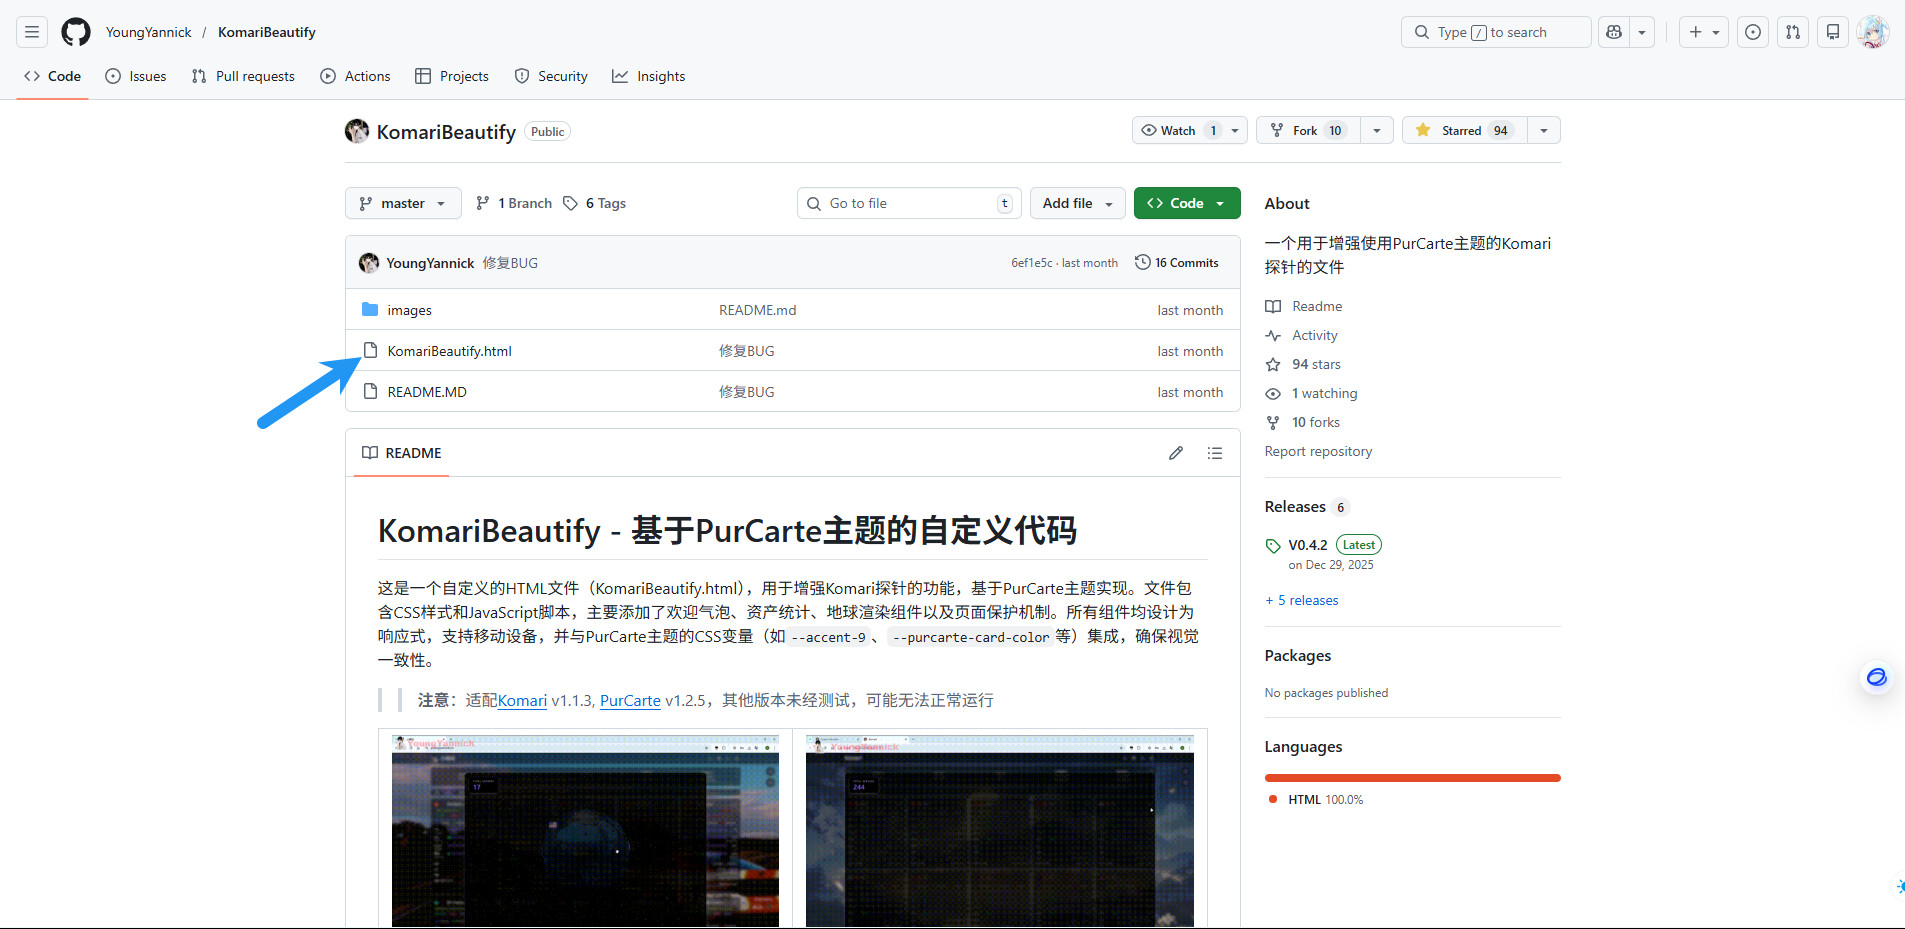 YoungYannick / KomariBeautify
Type / to search
Code
Issues
Pull requests
Actions
Projects
Security
Insights
KomariBeautify Public
Watch 1
Fork 10
Starred 94
master
1 Branch
6 Tags
Go to file t
Add file
Code
YoungYannick 修复BUG
6ef1e5c · last month
16 Commits
images README.md last month
KomariBeautify.html 修复BUG last month
README.MD 修复BUG last month
README
KomariBeautify - 基于PurCarte主题的自定义代码
这是一个自定义的HTML文件（KomariBeautify.html），用于增强Komari探针的功能，基于PurCarte主题实现。文件包
含CSS样式和JavaScript脚本，主要添加了欢迎气泡、资产统计、地球渲染组件以及页面保护机制。所有组件均设计为
响应式，支持移动设备，并与PurCarte主题的CSS变量（如 --accent-9 、 --purcarte-card-color 等）集成，确保视觉
一致性。
注意：适配Komari v1.1.3, PurCarte v1.2.5，其他版本未经测试，可能无法正常运行
YoungYannick
17
YoungYannick
244
About
一个用于增强使用PurCarte主题的Komari
探针的文件
Readme
Activity
94 stars
1 watching
10 forks
Report repository
Releases 6
V0.4.2 Latest
on Dec 29, 2025
+ 5 releases
Packages
No packages published
Languages
HTML 100.0%